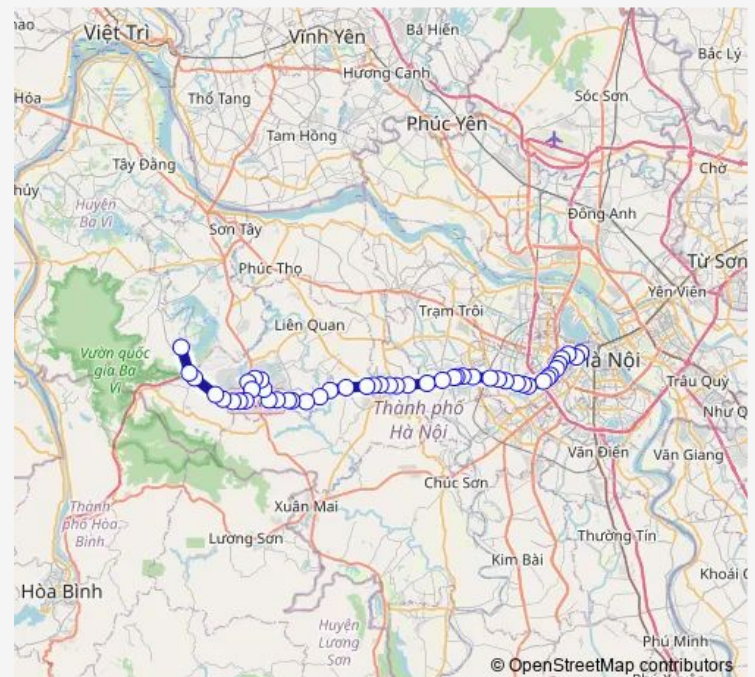 Việt Trì
Vĩnh Yên
Bá Hiến
Bắc Lý
Hương Canh
Hóa
Thổ Tang
Sóc Sơn
Phúc Yên
Tam Hồng
Chờ
Tây Đằng
Huyện
Ba Vì
Đông Anh
Sơn Tây
Từ Sơn
Phúc Thọ
Yên Viên
Trạm Trôi
Liên Quan
Vườn quốc
gia Ba
Vì
Hà Nội
Trâu Quỳ
Thành phố
Hà Nội
Như Q
Văn Điển
Văn Giang
Chúc Sơn
Xuân Mai
Thành
phố Hòa
Bình
Thường Tín
Lương Sơn
Kim Bài
Khoái C
Hòa Bình
Huyện
Lương
Sơn
Phú Minh
© OpenStreetMap contributors